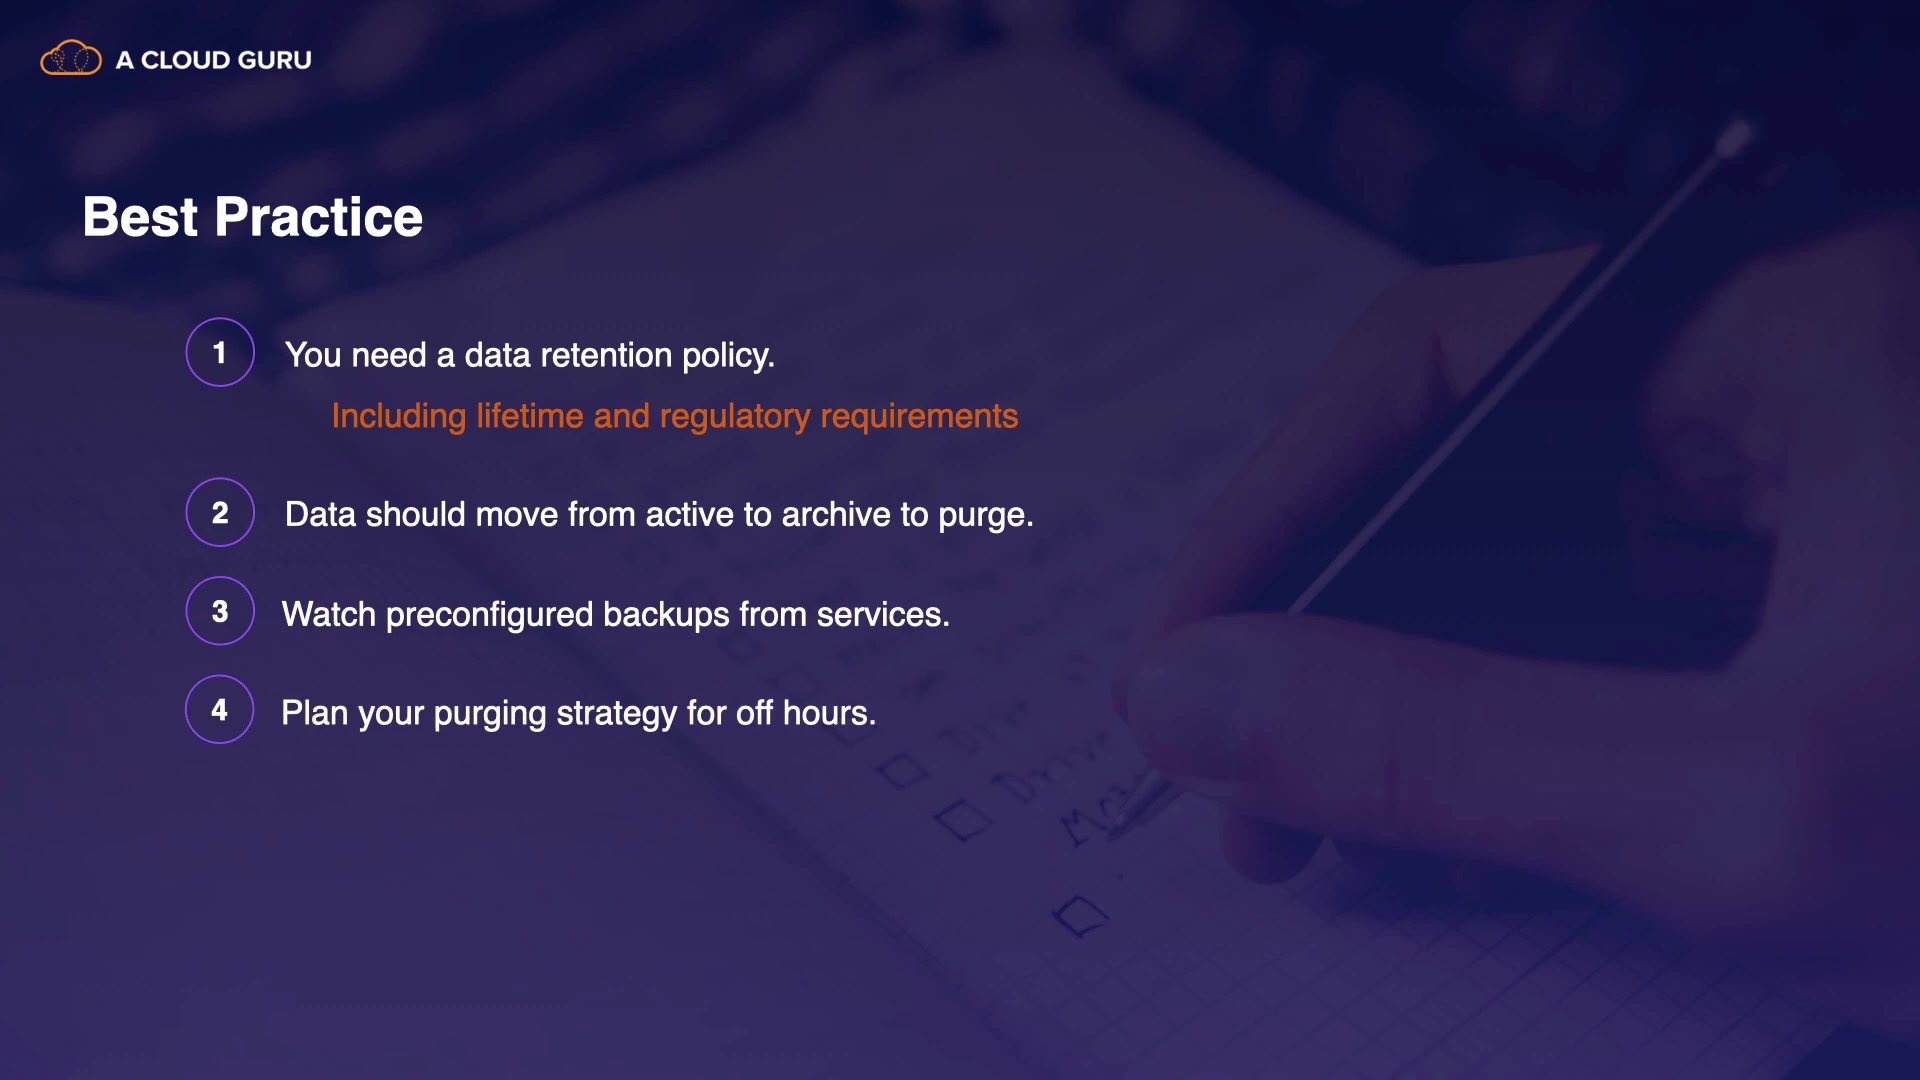 A CLOUD GURU
Best Practice
1 You need a data retention policy.
Including lifetime and regulatory requirements
2 Data should move from active to archive to purge.
3 Watch preconfigured backups from services.
4 Plan your purging strategy for off hours.
Drive